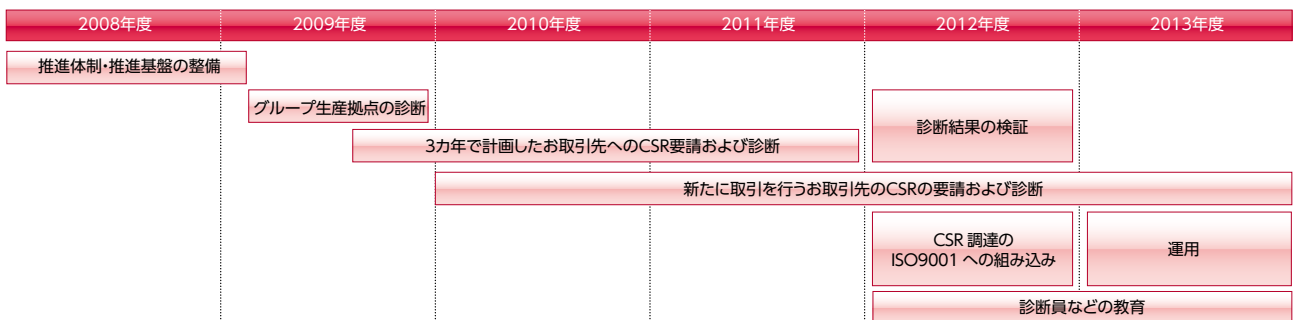 2008年度 2009年度 2010年度 2011年度 2012年度 2013年度
推進体制・推進基盤の整備
グループ生産拠点の診断
診断結果の検証
3カ年で計画したお取引先へのCSR要請および診断
新たに取引を行うお取引先のCSRの要請および診断
CSR 調達の
ISO9001 への組み込み
運用
診断員などの教育